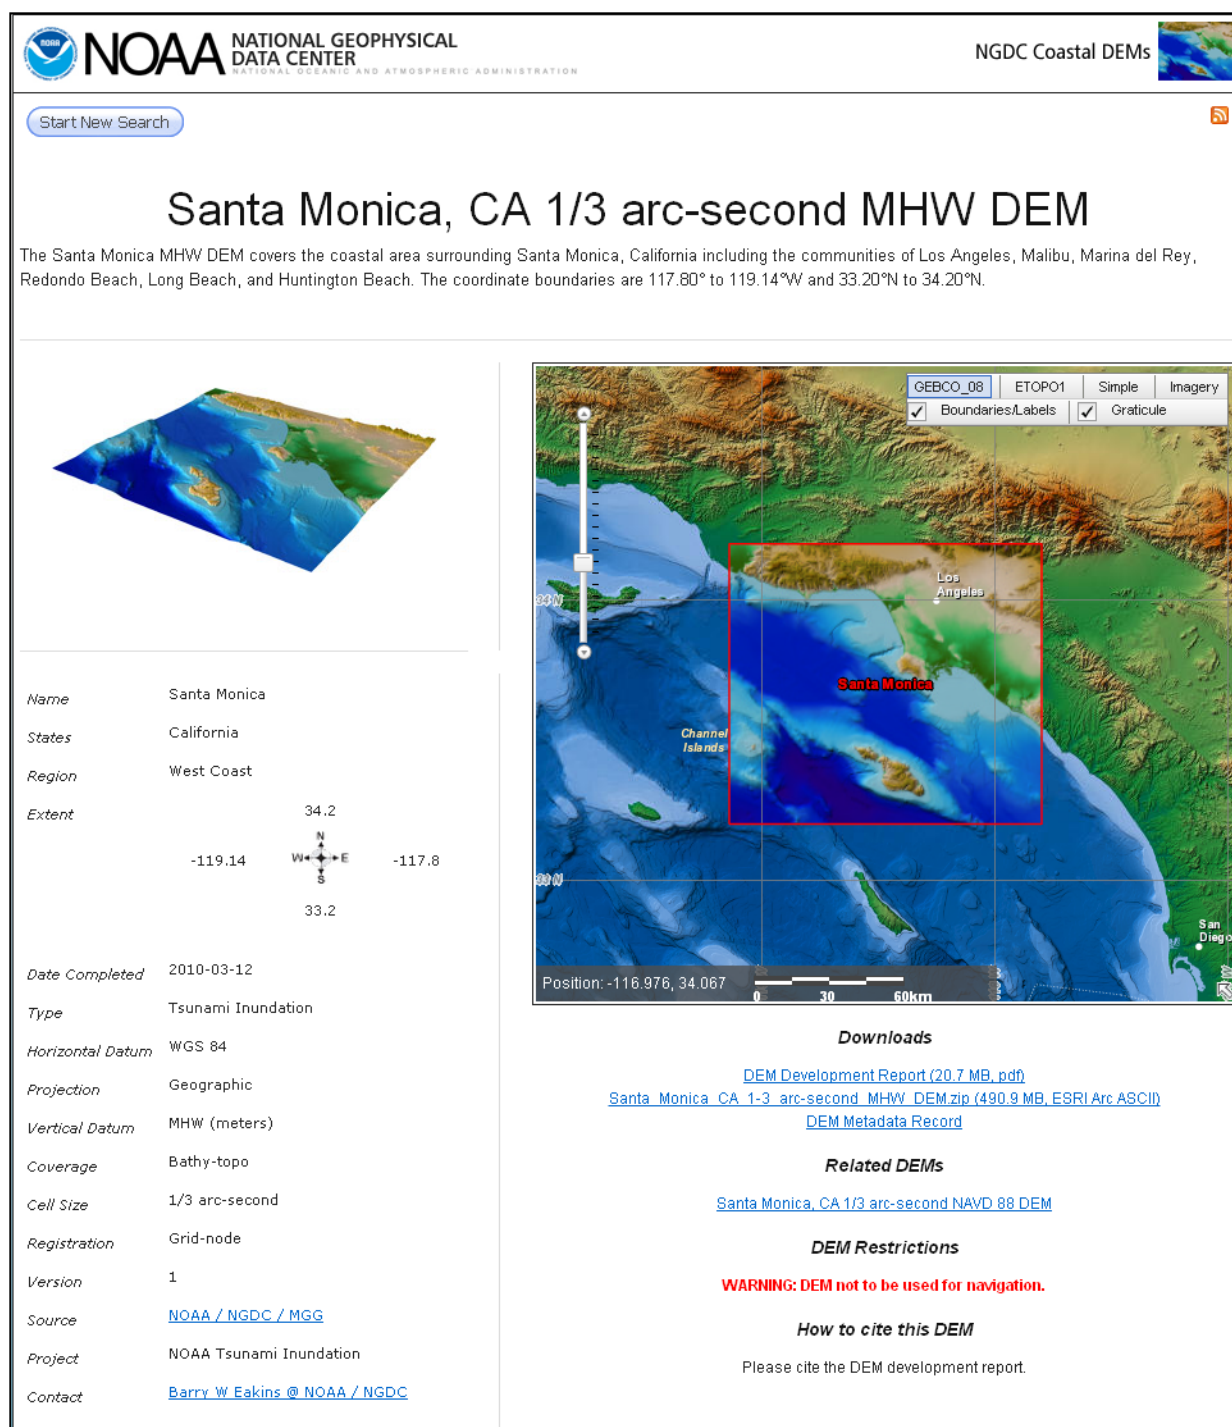 NOAA NATIONAL GEOPHYSICAL
DATA CENTER
NATIONAL OCEANIC AND ATMOSPHERIC ADMINISTRATION
NGDC Coastal DEMs
Start New Search
Santa Monica, CA 1/3 arc-second MHW DEM
The Santa Monica MHW DEM covers the coastal area surrounding Santa Monica, California including the communities of Los Angeles, Malibu, Marina del Rey,
Redondo Beach, Long Beach, and Huntington Beach. The coordinate boundaries are 117.80° to 119.14°W and 33.20°N to 34.20°N.
GEBCO_08 ETOPO1 Simple Imagery
Boundaries/Labels Graticule
Los
Angeles
34 N
Santa Monica
Channel
Islands
33 N
San
Diego
Position: -116.976, 34.067
0 30 60km
Name Santa Monica
States California
Region West Coast
Extent 34.2
N
-119.14 W E -117.8
S
33.2
Date Completed 2010-03-12
Type Tsunami Inundation
Horizontal Datum WGS 84
Projection Geographic
Vertical Datum MHW (meters)
Coverage Bathy-topo
Cell Size 1/3 arc-second
Registration Grid-node
Version 1
Source NOAA / NGDC / MGG
Project NOAA Tsunami Inundation
Contact Barry W Eakins @ NOAA / NGDC
Downloads
DEM Development Report (20.7 MB, pdf)
Santa_Monica_CA_1-3_arc-second_MHW_DEM.zip (490.9 MB, ESRI Arc ASCII)
DEM Metadata Record
Related DEMs
Santa Monica, CA 1/3 arc-second NAVD 88 DEM
DEM Restrictions
WARNING: DEM not to be used for navigation.
How to cite this DEM
Please cite the DEM development report.